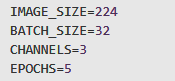 IMAGE_SIZE=224
BATCH_SIZE=32
CHANNELS=3
EPOCHS=5